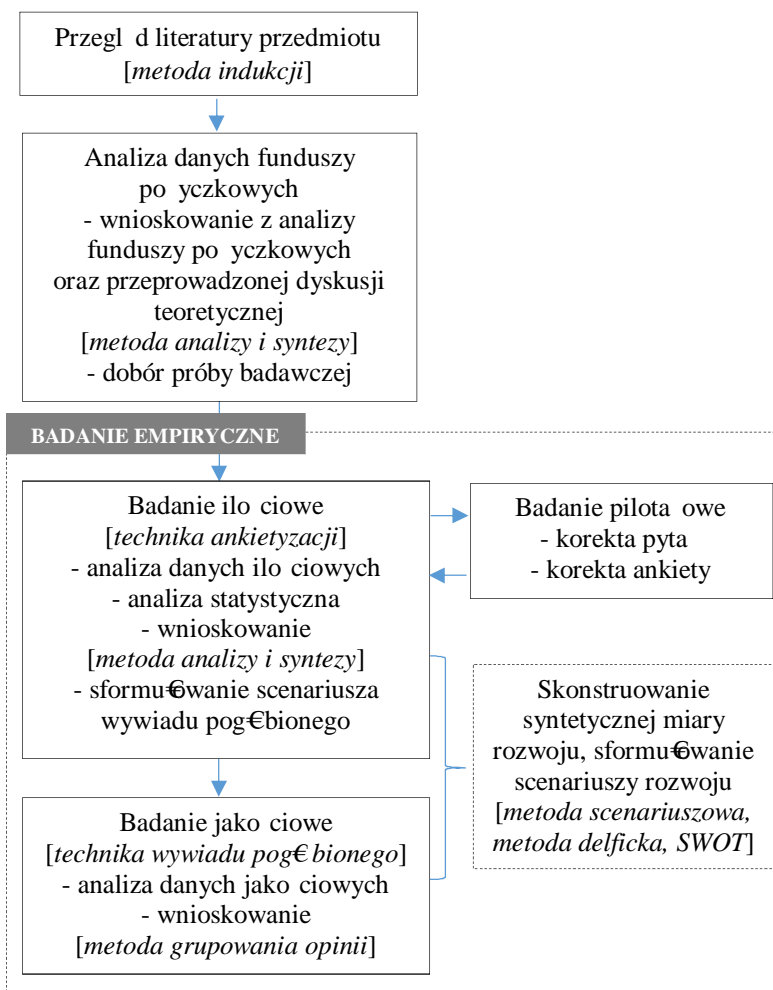 Przegl d literatury przedmiotu
[metoda indukcji]
Analiza danych funduszy
po yczkowych
- wnioskowanie z analizy
funduszy po yczkowych
oraz przeprowadzonej dyskusji
teoretycznej
[metoda analizy i syntezy]
- dobór próby badawczej
BADANIE EMPIRYCZNE
Badanie ilo ciowe
[technika ankietyzacji]
- analiza danych ilo ciowych
- analiza statystyczna
- wnioskowanie
[metoda analizy i syntezy]
- sformu€owanie scenariusza
wywiadu pog€bionego
Badanie pilota owe
- korekta pyta
- korekta ankiety
Skonstruowanie
syntetycznej miary
rozwoju, sformu€owanie
scenariuszy rozwoju
[metoda scenariuszowa,
metoda delficka, SWOT]
Badanie jako ciowe
[technika wywiadu pog€ bionego]
- analiza danych jako ciowych
- wnioskowanie
[metoda grupowania opinii]